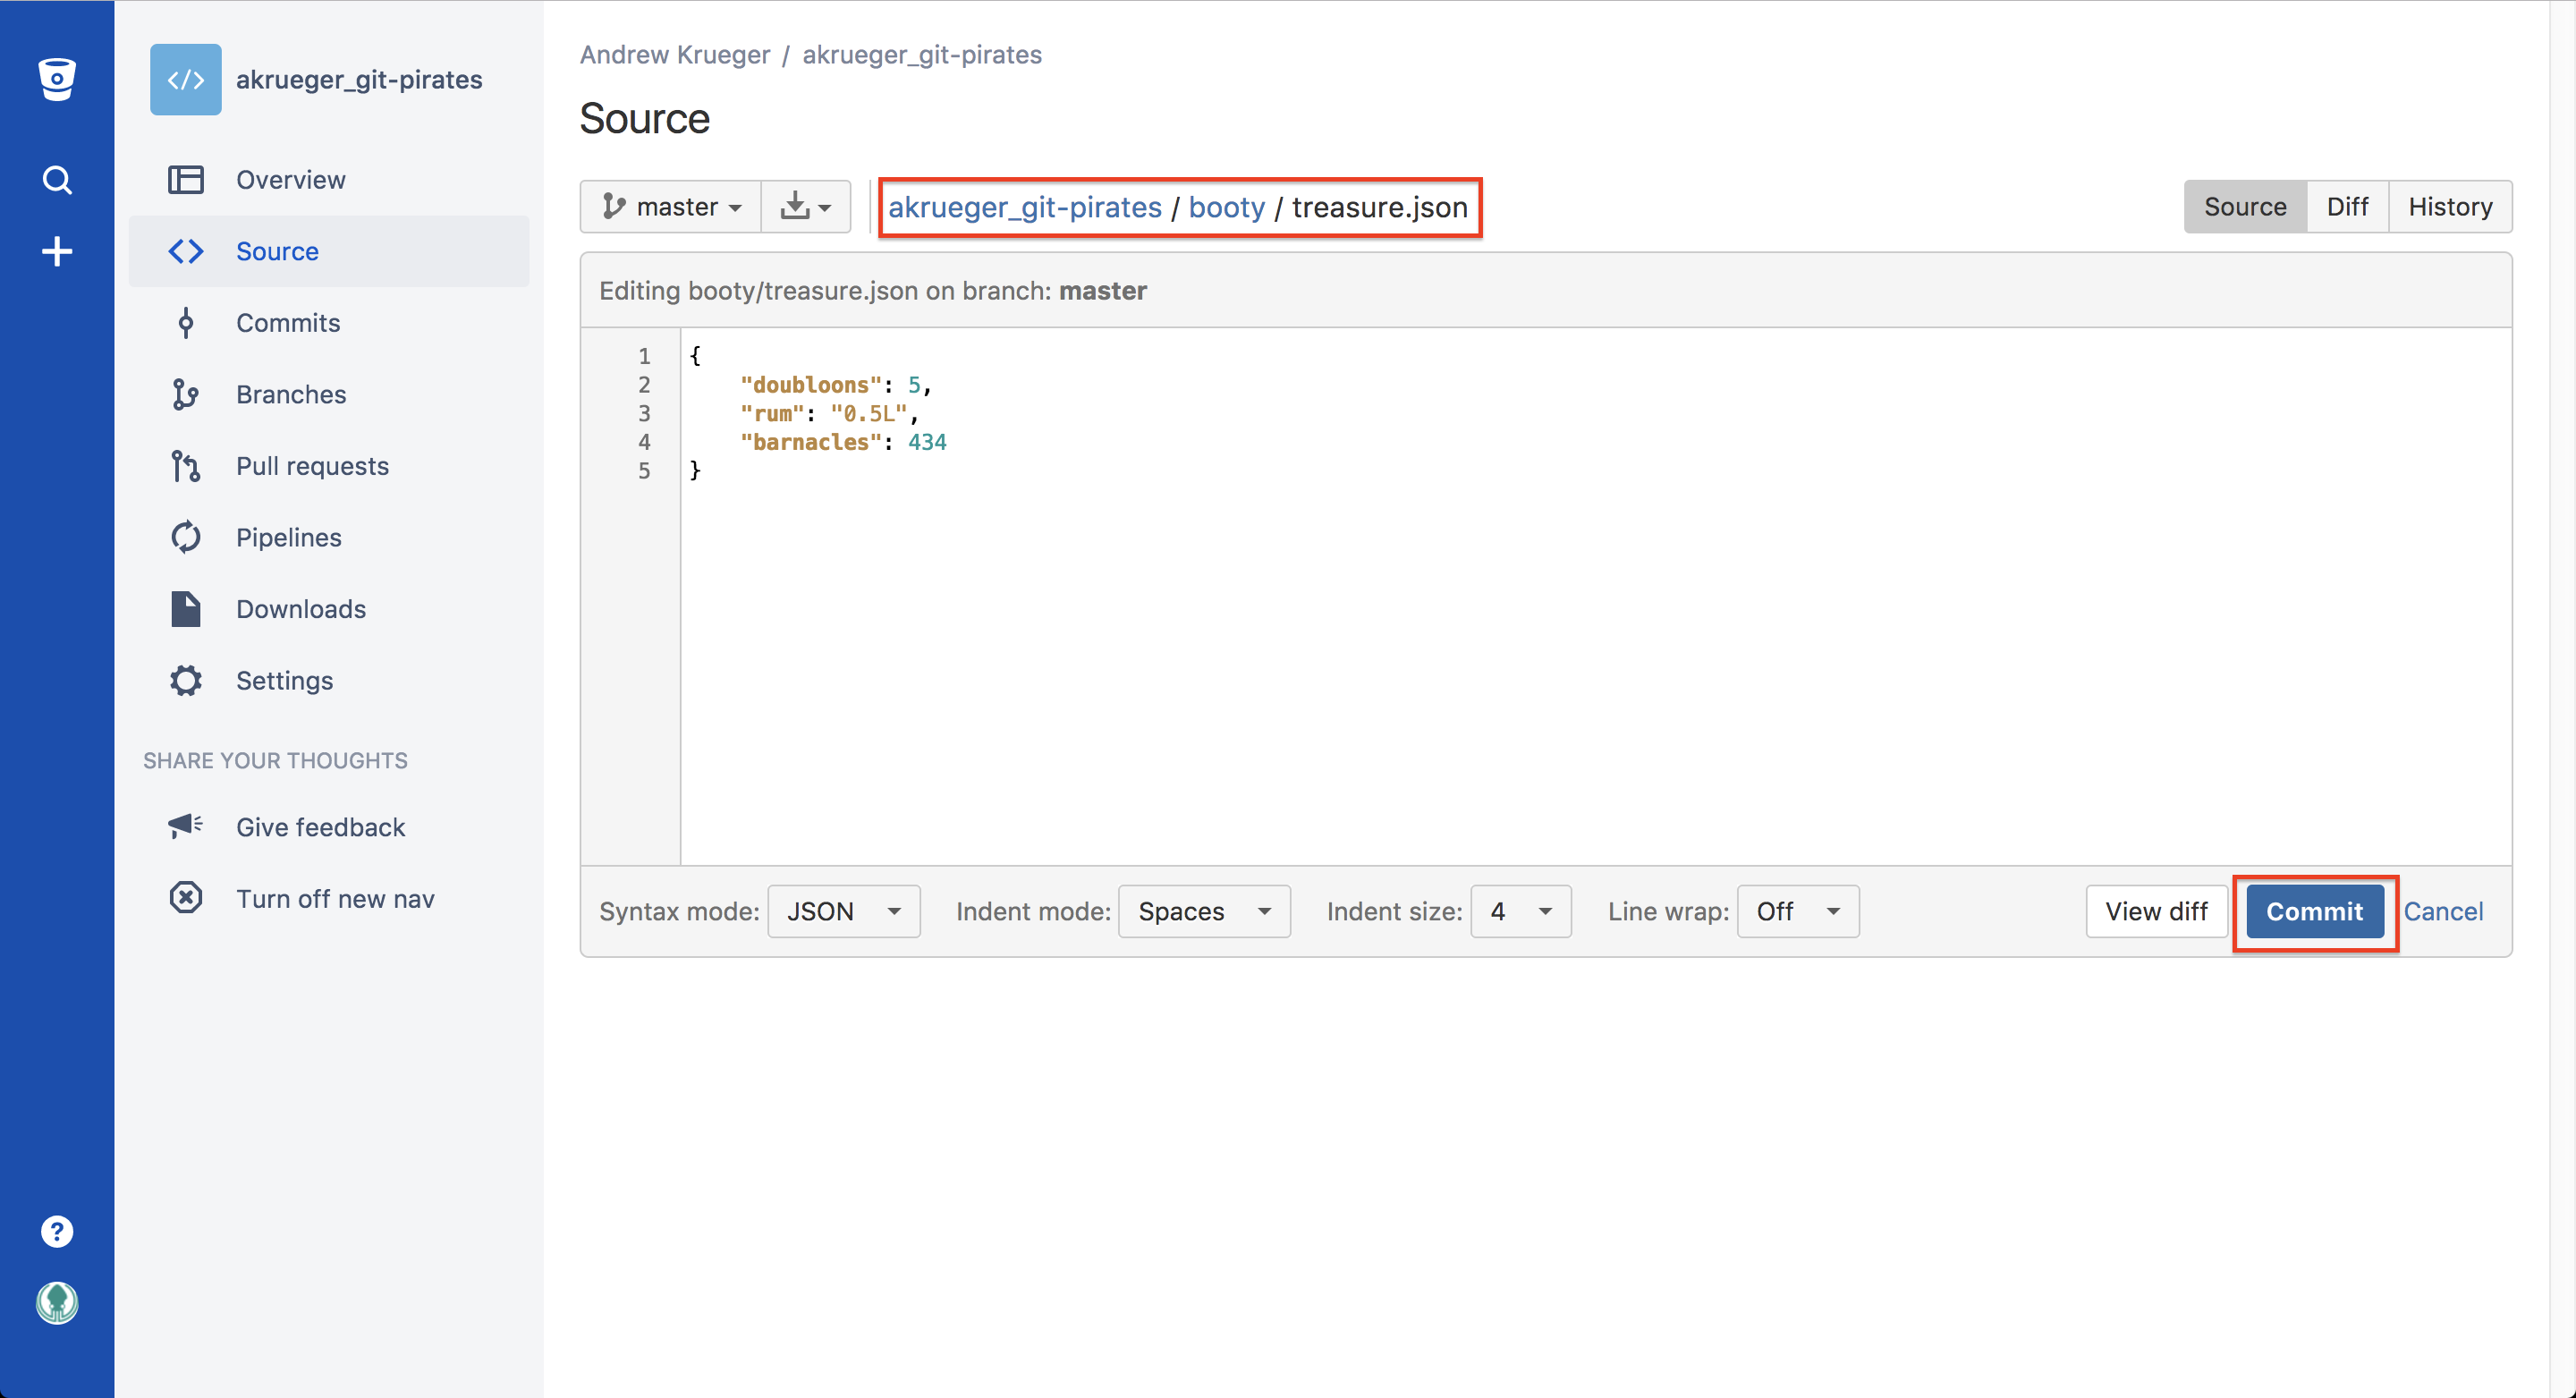 akrueger_git-pirates
Overview
Source
Commits
Branches
Pull requests
Pipelines
Downloads
Settings
SHARE YOUR THOUGHTS
Give feedback
Turn off new nav
Andrew Krueger / akrueger_git-pirates
Source
master akrueger_git-pirates / booty / treasure.json Source Diff History
Editing booty/treasure.json on branch: master
1 {
2 "doubloons": 5,
3 "rum": "0.5L",
4 "barnacles": 434
5 }
Syntax mode: JSON Indent mode: Spaces Indent size: 4 Line wrap: Off View diff Commit Cancel